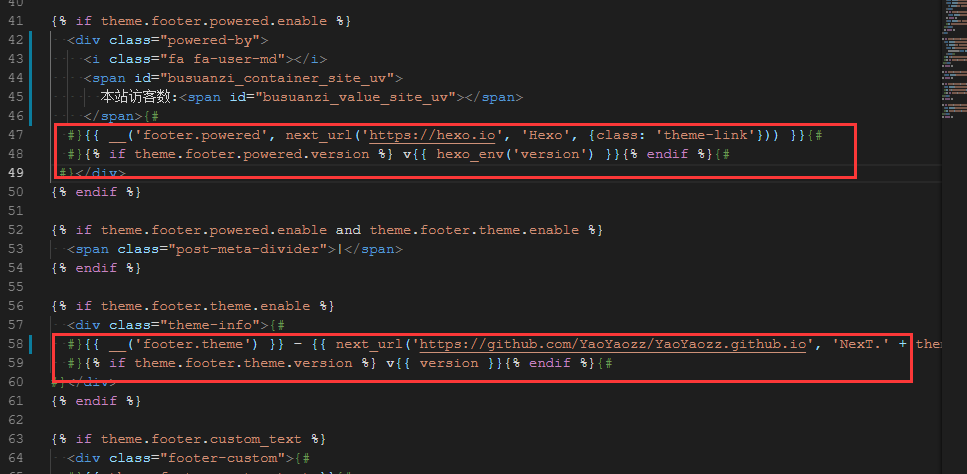 40
41 {% if theme.footer.powered.enable %}
42 <div class="powered-by">
43 <i class="fa fa-user-md"></i>
44 <span id="busuanzi_container_site_uv">
45 本站访客数:<span id="busuanzi_value_site_uv"></span>
46 </span>{#
47 #}{{ __('footer.powered', next_url('https://hexo.io', 'Hexo', {class: 'theme-link'})) }}{#
48 #}{% if theme.footer.powered.version %} v{{ hexo_env('version') }}{% endif %}{#
49 #}</div>
50 {% endif %}
51
52 {% if theme.footer.powered.enable and theme.footer.theme.enable %}
53 <span class="post-meta-divider">|</span>
54 {% endif %}
55
56 {% if theme.footer.theme.enable %}
57 <div class="theme-info">{#
58 #}{{ __('footer.theme') }} – {{ next_url('https://github.com/YaoYaozz/YaoYaozz.github.io', 'NexT.' + them
59 #}{% if theme.footer.theme.version %} v{{ version }}{% endif %}{#
60 #}</div>
61 {% endif %}
62
63 {% if theme.footer.custom_text %}
64 <div class="footer-custom">{#